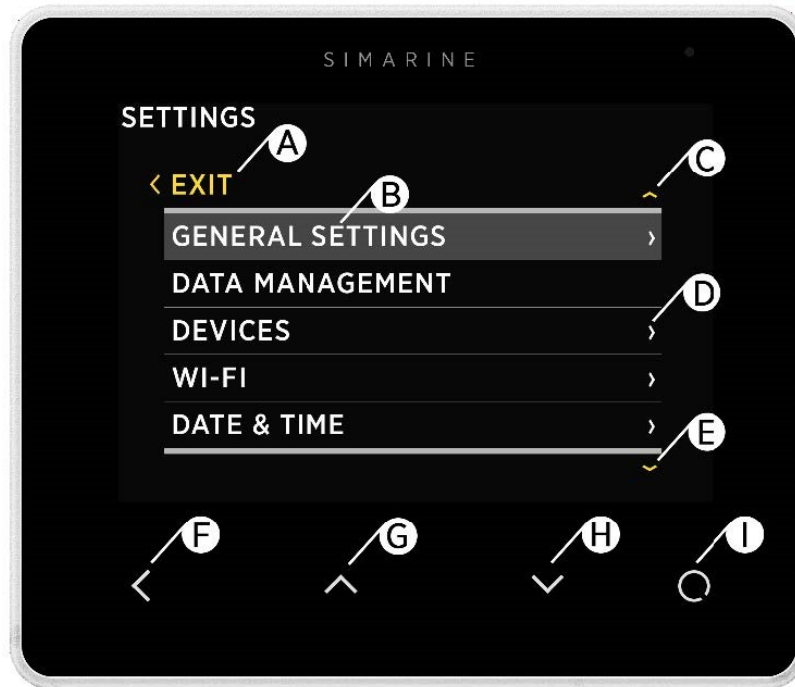 SIMARINE
SETTINGS
A
< EXIT
C
B
GENERAL SETTINGS ›
DATA MANAGEMENT
D
DEVICES ›
WI-FI ›
DATE & TIME ›
E
F
G
H
I